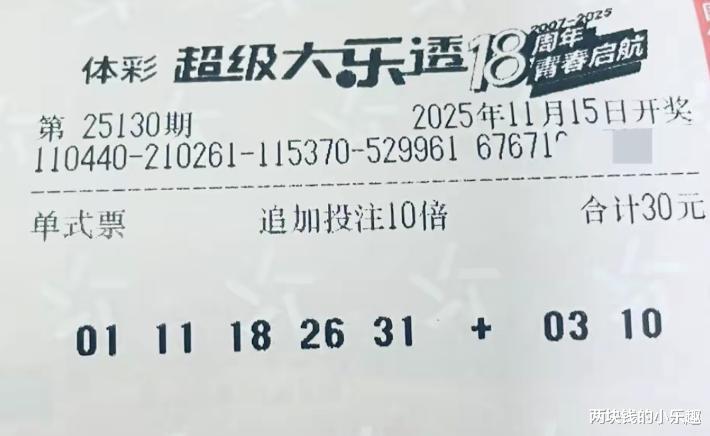 体彩 超级大乐透 18 2007-2025
周年
青春启航
第 25130期 2025年11月15日开奖
110440-210261-115370-529961 67671
单式票 追加投注10倍 合计30元
01 11 18 26 31 + 03 10
两块钱的小乐趣